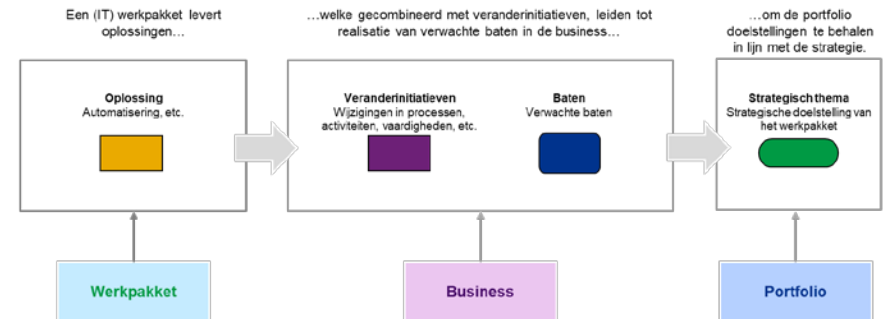 Een (IT) werkpakket levert
oplossingen…
…welke gecombineerd met veranderinitiatieven, leiden tot
realisatie van verwachte baten in de business…
…om de portfolio
doelstellingen te behalen
in lijn met de strategie.
Oplossing
Automatisering, etc.
Veranderinitiatieven
Wijzigingen in processen,
activiteiten, vaardigheden, etc.
Baten
Verwachte baten
Strategisch thema
Strategische doelstelling van
het werkpakket
Werkpakket
Business
Portfolio